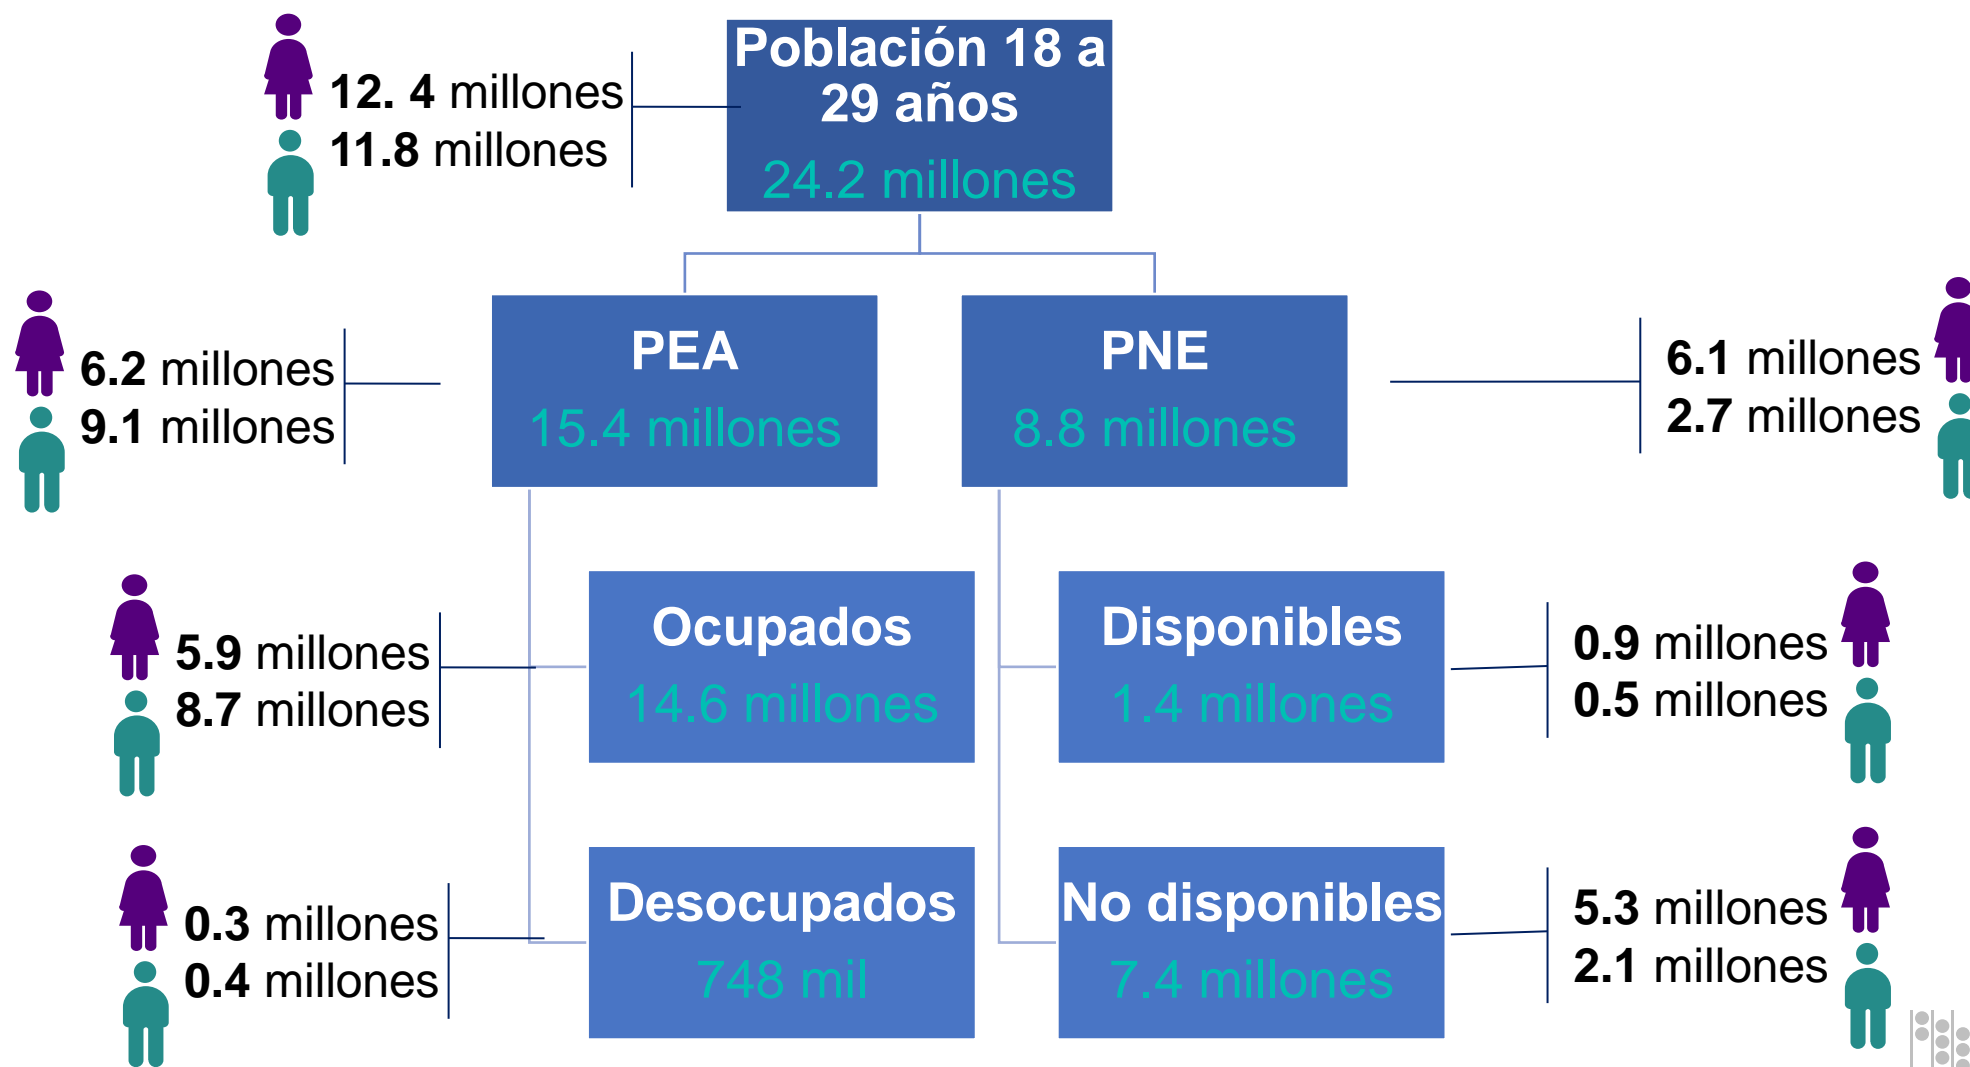 12. 4 millones
11.8 millones
Población 18 a
29 años
24.2 millones
6.2 millones
9.1 millones
PEA
15.4 millones
PNE
8.8 millones
6.1 millones
2.7 millones
5.9 millones
8.7 millones
Ocupados
14.6 millones
Disponibles
1.4 millones
0.9 millones
0.5 millones
0.3 millones
0.4 millones
Desocupados
748 mil
No disponibles
7.4 millones
5.3 millones
2.1 millones